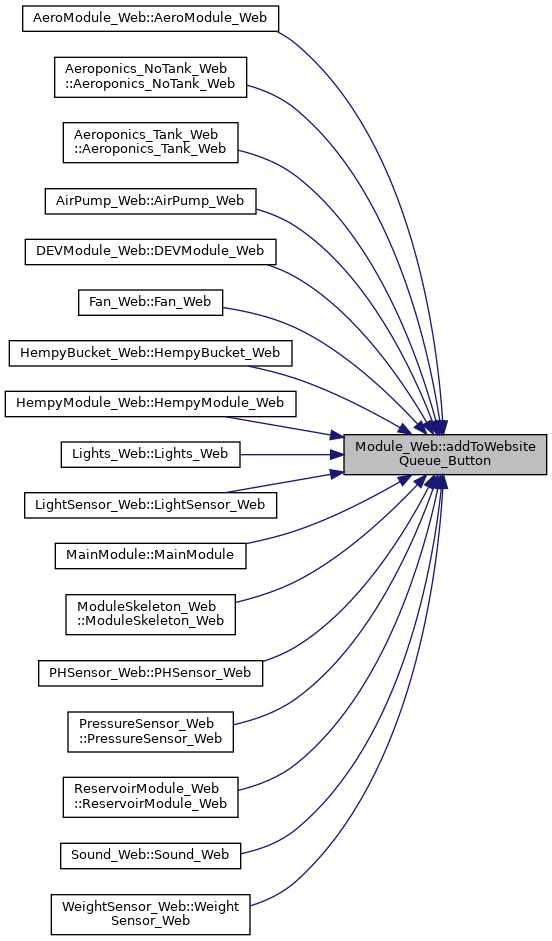 AeroModule_Web::AeroModule_Web
Aeroponics_NoTank_Web
::Aeroponics_NoTank_Web
Aeroponics_Tank_Web
::Aeroponics_Tank_Web
AirPump_Web::AirPump_Web
DEVModule_Web::DEVModule_Web
Fan_Web::Fan_Web
HempyBucket_Web::HempyBucket_Web
HempyModule_Web::HempyModule_Web
Module_Web::addToWebsite
Queue_Button
Lights_Web::Lights_Web
LightSensor_Web::LightSensor_Web
MainModule::MainModule
ModuleSkeleton_Web
::ModuleSkeleton_Web
PHSensor_Web::PHSensor_Web
PressureSensor_Web
::PressureSensor_Web
ReservoirModule_Web
::ReservoirModule_Web
Sound_Web::Sound_Web
WeightSensor_Web::Weight
Sensor_Web